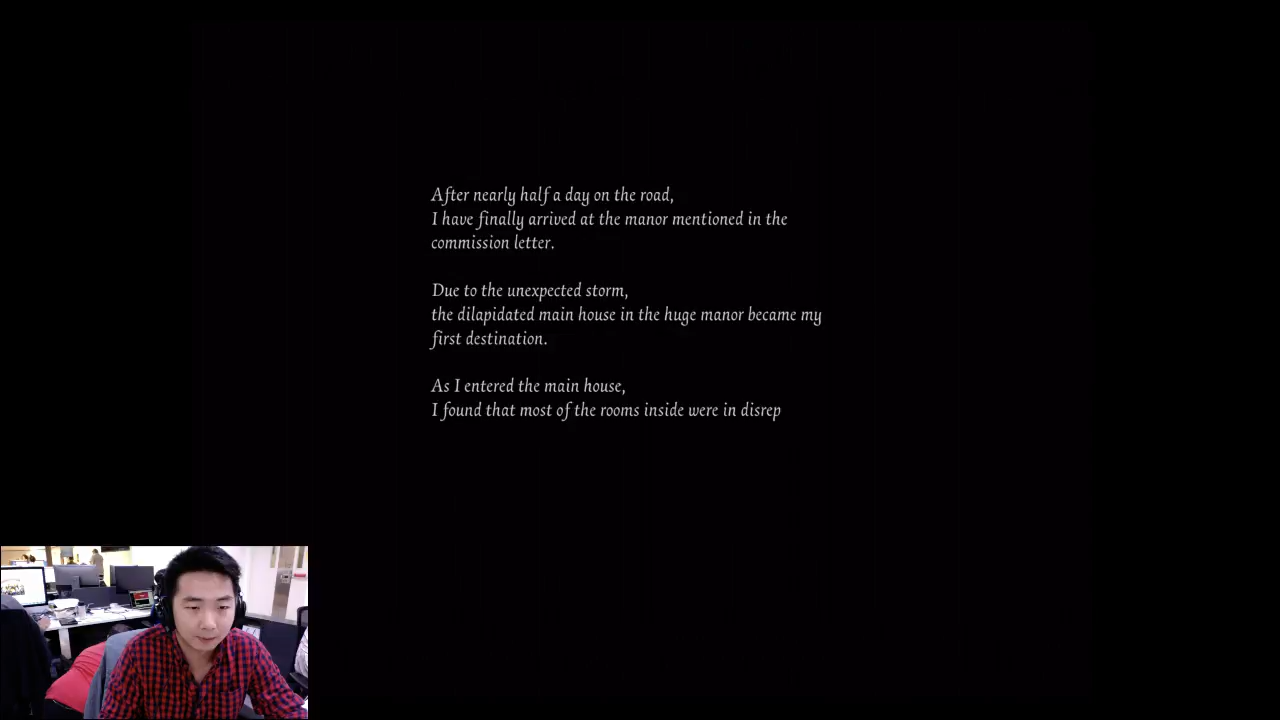 After nearly half a day on the road,
I have finally arrived at the manor mentioned in the
commission letter.
Due to the unexpected storm,
the dilapidated main house in the huge manor became my
first destination.
As I entered the main house,
I found that most of the rooms inside were in disrep